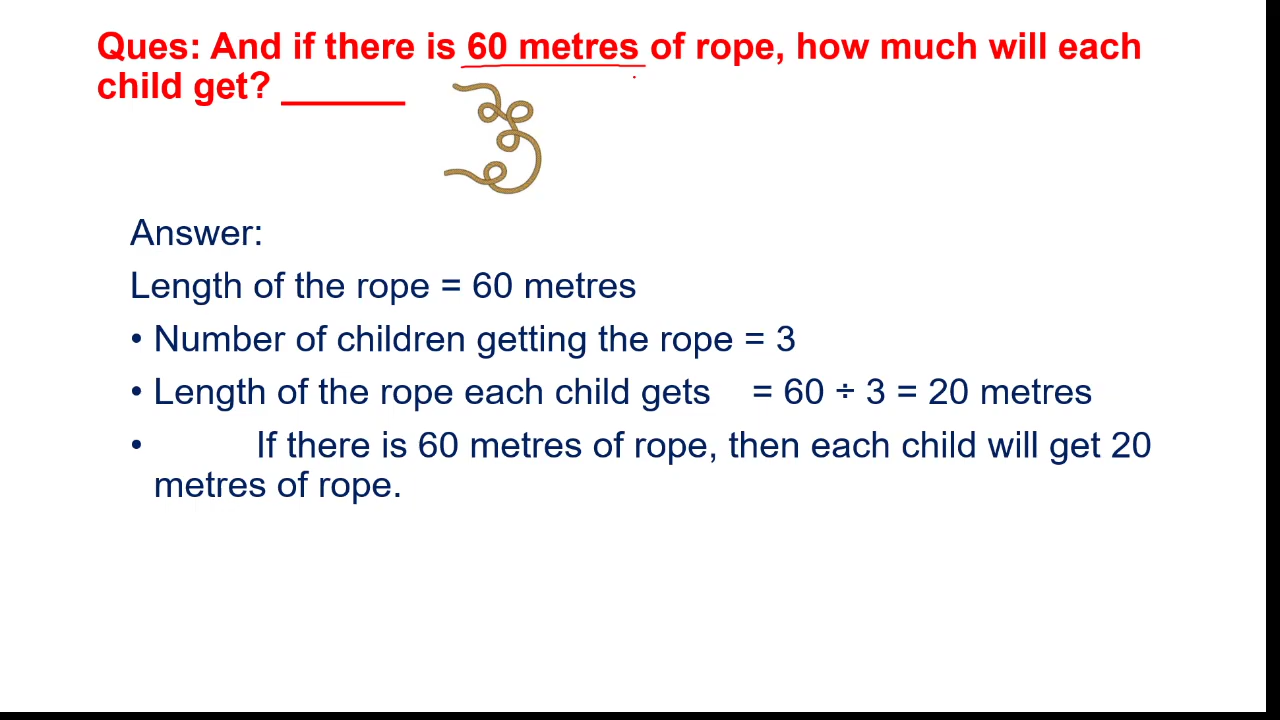 Ques: And if there is 60 metres of rope, how much will each
child get? ______
Answer:
Length of the rope = 60 metres
• Number of children getting the rope = 3
• Length of the rope each child gets = 60 ÷ 3 = 20 metres
• If there is 60 metres of rope, then each child will get 20
metres of rope.